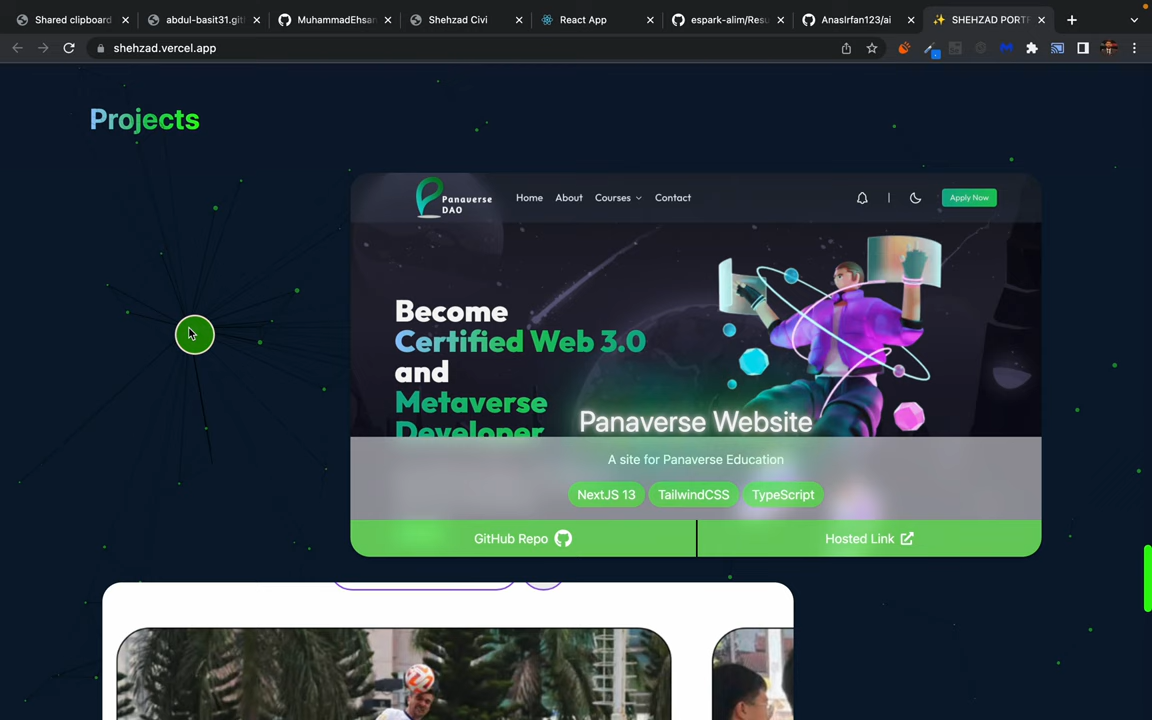 Shared clipboard
abdul-basit31.git
MuhammadEhsan
Shehzad Civi
React App
espark-alim/Resu
AnasIrfan123/ai
SHEHZAD PORTF
shehzad.vercel.app
Projects
Panaverse
DAO
Home
About
Courses
Contact
Apply Now
Become
Certified Web 3.0
and
Metaverse
Developer
Panaverse Website
A site for Panaverse Education
NextJS 13
TailwindCSS
TypeScript
GitHub Repo
Hosted Link